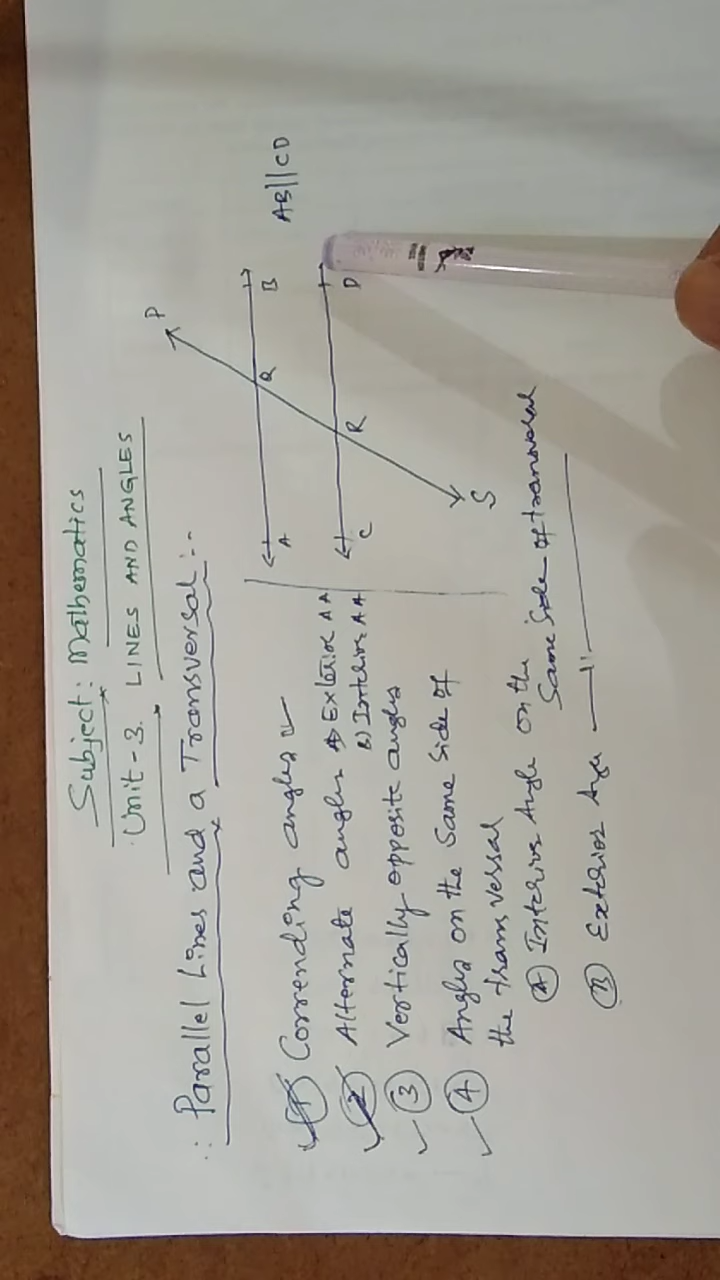 Subject: Mathematics
Unit-3. LINES AND ANGLES
Parallel Lines and a Transversal:-
① Corrending angles
② Alternate angles A) Exterior AA
B) Interior AA
③ Vertically opposite angles
④ Angles on the Same Side of
the transversal
Ⓐ Interior Angle on the
Same Side of transversal
Ⓑ Exterior Angle —"—
P
A
Q
B
AB||CD
C
R
D
S